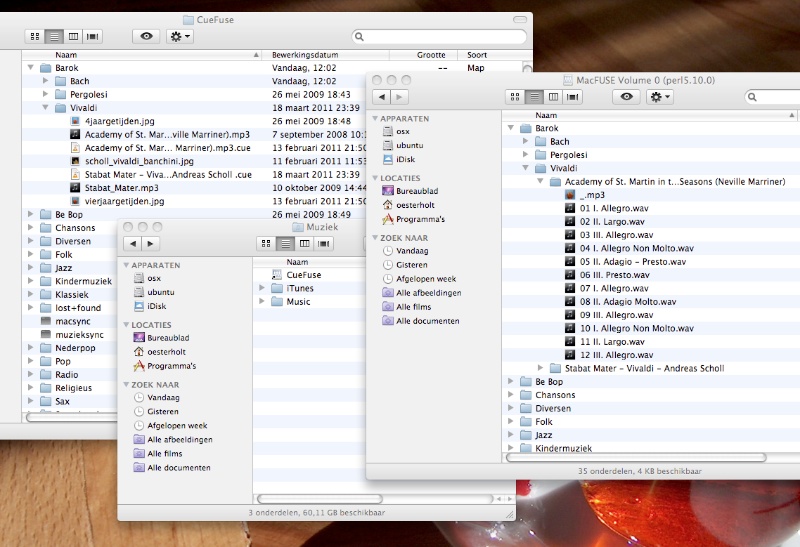 CueFuse
Naam
Bewerkingsdatum
Grootte
Soort
Barok
Vandaag, 12:02
--
Map
Bach
Vandaag, 12:02
Pergolesi
26 mei 2009 18:43
Vivaldi
18 maart 2011 23:39
4jaargetijden.jpg
26 mei 2009 18:48
Academy of St. Mar...ville Marriner).mp3
7 september 2008 10:
Academy of St. M... Marriner).mp3.cue
13 februari 2011 21:50
scholl_vivaldi_banchini.jpg
11 februari 2011 11:53
Stabat Mater - Viva...Andreas Scholl .cue
13 februari 2011 21:50
Stabat_Mater.mp3
10 oktober 2009 14:44
vierjaargetijden.jpg
13 februari 2011 21:50
Be Bop
26 mei 2009 18:49
Chansons
Diversen
Folk
Jazz
Kindermuziek
Klassiek
lost+found
macsync
muzieksync
Nederpop
Pop
Radio
Religieus
Sax
Muziek
APPARATEN
osx
ubuntu
iDisk
LOCATIES
Bureaublad
oesterholt
Programma's
ZOEK NAAR
Vandaag
Gisteren
Afgelopen week
Alle afbeeldingen
Alle films
Alle documenten
Naam
CueFuse
iTunes
Music
3 onderdelen, 60,11 GB beschikbaar
MacFUSE Volume 0 (perl5.10.0)
APPARATEN
osx
ubuntu
iDisk
LOCATIES
Bureaublad
oesterholt
Programma's
ZOEK NAAR
Vandaag
Gisteren
Afgelopen week
Alle afbeeldingen
Alle films
Alle documenten
Naam
Barok
Bach
Pergolesi
Vivaldi
Academy of St. Martin in t...Seasons (Neville Marriner)
_.mp3
01 I. Allegro.wav
02 II. Largo.wav
03 III. Allegro.wav
04 I. Allegro Non Molto.wav
05 II. Adagio - Presto.wav
06 III. Presto.wav
07 I. Allegro.wav
08 II. Adagio Molto.wav
09 III. Allegro.wav
10 I. Allegro Non Molto.wav
11 II. Largo.wav
12 III. Allegro.wav
Stabat Mater - Vivaldi - Andreas Scholl
Be Bop
Chansons
Diversen
Folk
Jazz
Kindermuziek
35 onderdelen, 4 KB beschikbaar